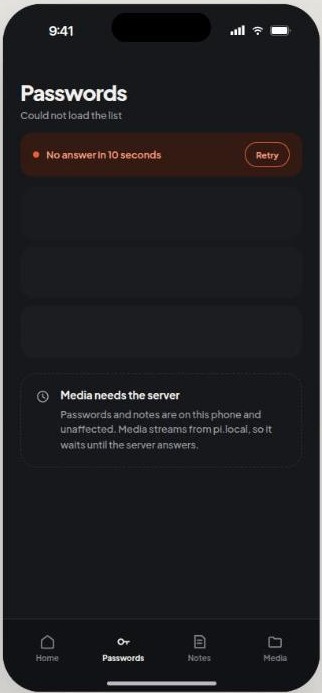 9:41
Passwords
Could not load the list
No answer in 10 seconds
Retry
Media needs the server
Passwords and notes are on this phone and
unaffected. Media streams from pi.local, so it
waits until the server answers.
Home
Passwords
Notes
Media